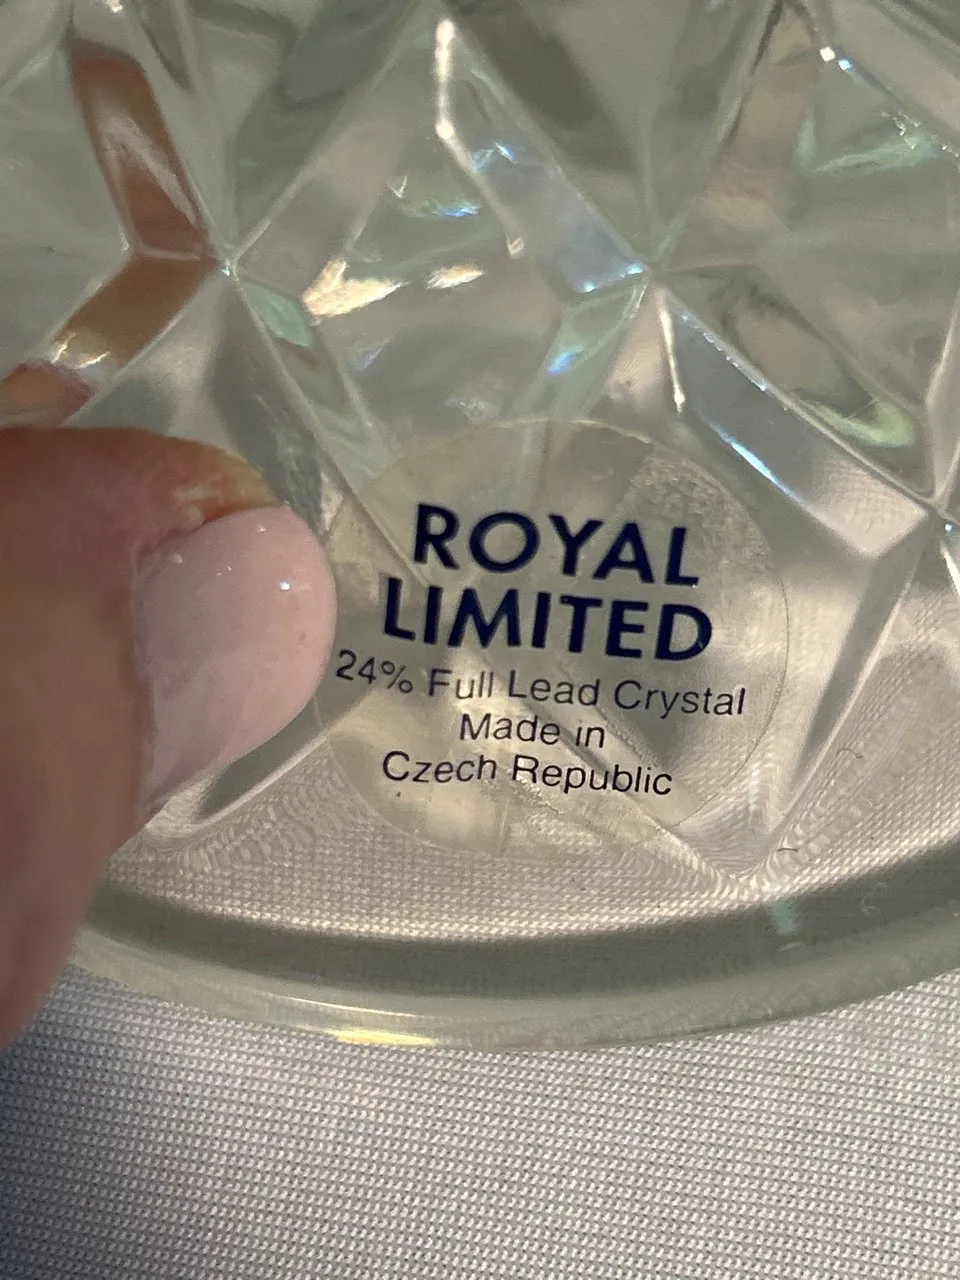 ROYAL
LIMITED
24% Full Lead Crystal
Made in
Czech Republic